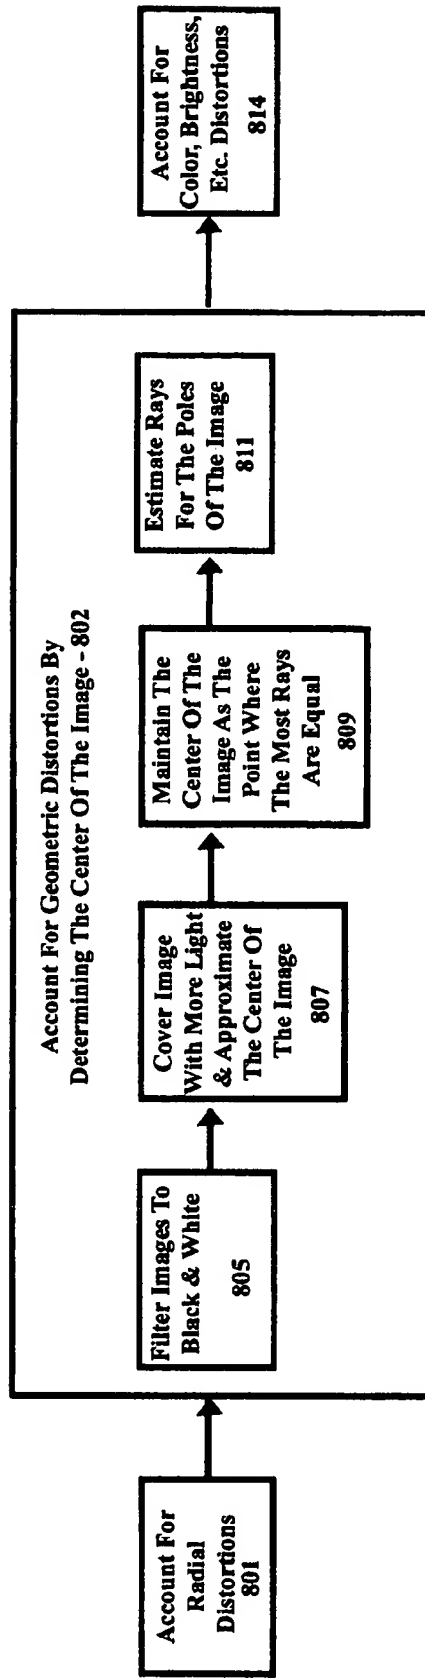 Account For
Radial
Distortions
801
Account For Geometric Distortions By
Determining The Center Of The Image - 802
Filter Images To
Black & White
805
Cover Image
With More Light
& Approximate
The Center Of
The Image
807
Maintain The
Center Of The
Image As The
Point Where
The Most Rays
Are Equal
809
Estimate Rays
For The Poles
Of The Image
811
Account For
Color, Brightness,
Etc. Distortions
814